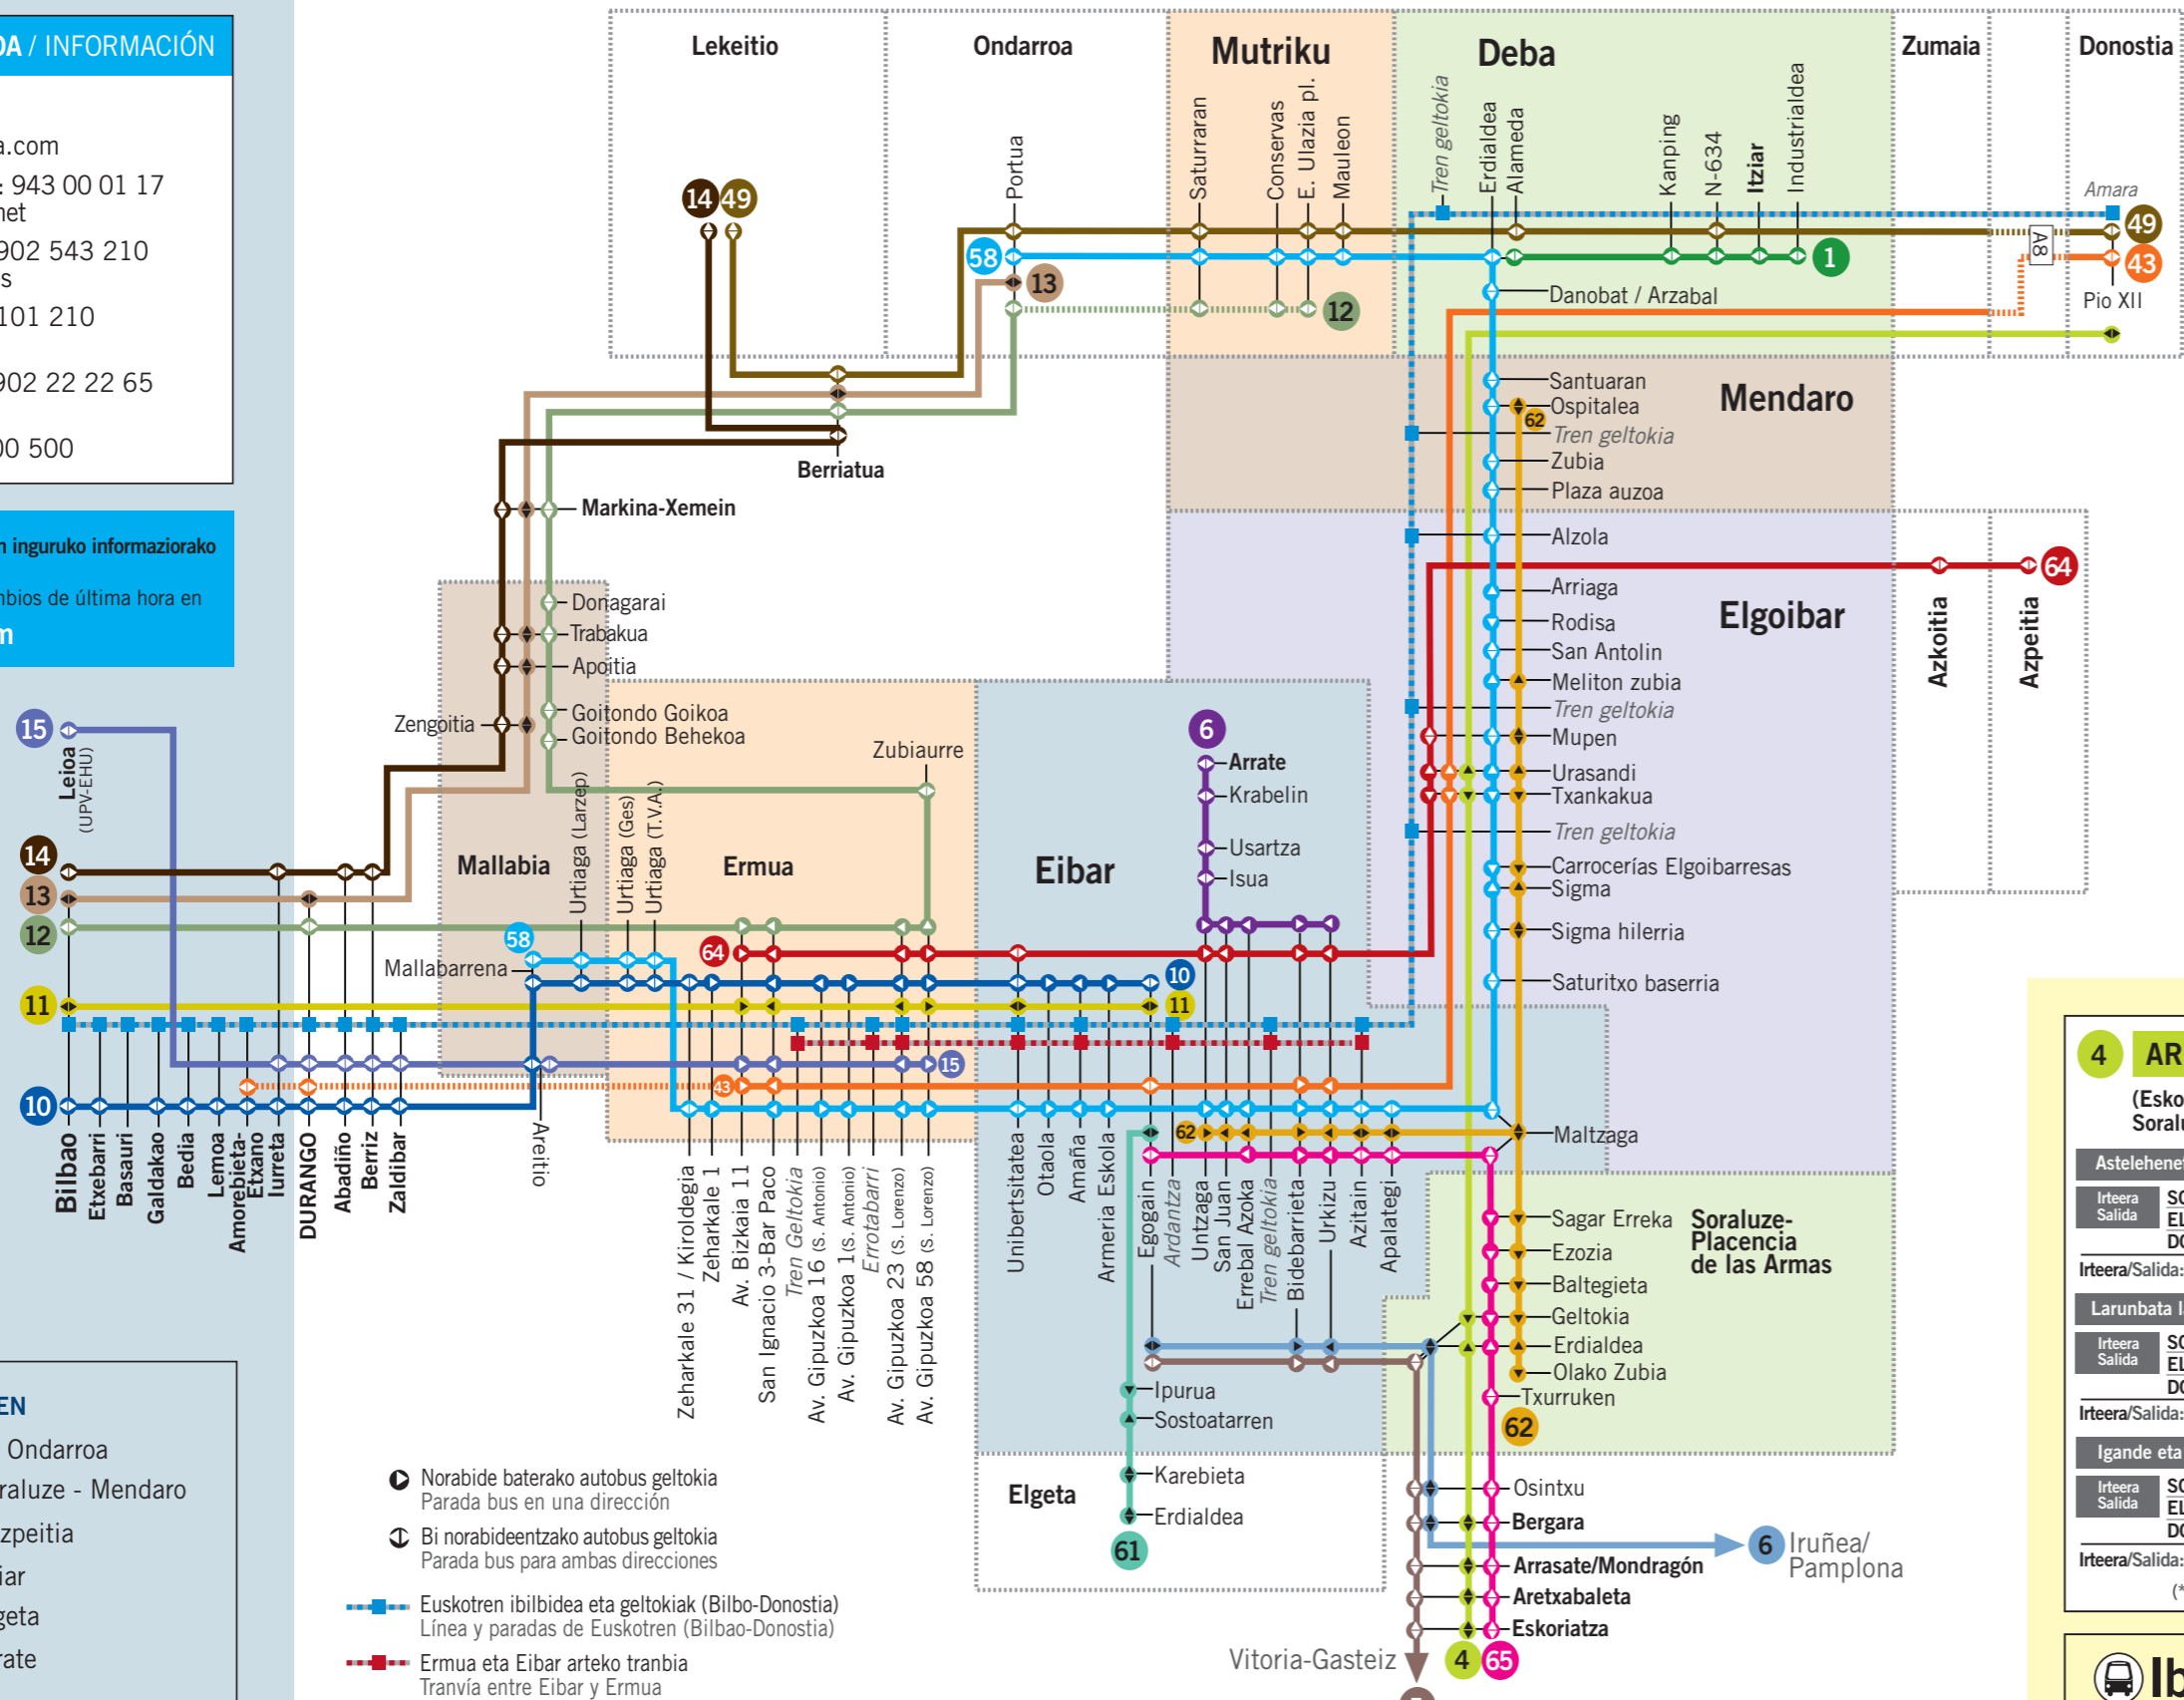 DA / INFORMACIÓN
a.com
: 943 00 01 17
net
902 543 210
s
101 210
902 22 22 65
00 500
n inguruko informaziorako
mbios de última hora en
m
Lekeitio
Ondarroa
Mutriku
Deba
Zumaia
Donostia
Portua
Saturraran
Conservas
E. Ulazia pl.
Mauleon
Tren geltokia
Erdialdea
Alameda
Kanping
N-634
Itziar
Industrialdea
Amara
14
49
49
58
13
12
1
A8
43
Pio XII
Danobat / Arzabal
Berriatua
Markina-Xemein
Mendaro
Santuaran
Ospitalea
62
Tren geltokia
Zubia
Plaza auzoa
Elgoibar
Alzola
Arriaga
Rodisa
San Antolin
Meliton zubia
Tren geltokia
Mupen
Urasandi
Txankakua
Tren geltokia
Carrocerías Elgoibarresas
Sigma
Sigma hilerria
Saturitxo baserria
Maltzaga
64
Azkoitia
Azpeitia
Donagarai
Trabakua
Apoitia
Zengoitia
Goitondo Goikoa
Goitondo Behekoa
Zubiaurre
Mallabia
Urtiaga (Larzep)
Urtiaga (Ges)
Urtiaga (T.V.A.)
Ermua
Eibar
6
Arrate
Krabelin
Usartza
Isua
15
Leioa
(UPV-EHU)
14
13
12
58
Mallabarrena
64
10
11
11
15
43
10
62
Bilbao
Etxebarri
Basauri
Galdakao
Bedia
Lemoa
Amorebieta-
Etxano
Iurreta
DURANGO
Abadiño
Berriz
Zaldibar
Areitio
Zeharkale 31 / Kiroldegia
Zeharkale 1
Av. Bizkaia 11
San Ignacio 3-Bar Paco
Tren Geltokia
Av. Gipuzkoa 16 (S. Antonio)
Av. Gipuzkoa 1 (S. Antonio)
Errotabarri
Av. Gipuzkoa 23 (S. Lorenzo)
Av. Gipuzkoa 58 (S. Lorenzo)
Unibertsitatea
Otaola
Amaña
Armeria Eskola
Egogain
Ardantza
Untzaga
San Juan
Errebal Azoka
Tren geltokia
Bidebarrieta
Urkizu
Azitain
Apalategi
Soraluze-
Placencia
de las Armas
Sagar Erreka
Ezozia
Baltegieta
Geltokia
Erdialdea
Olako Zubia
Txurruken
62
Ipurua
Sostoatarren
Elgeta
Karebieta
Erdialdea
61
Osintxu
Bergara
6
Iruñea/
Pamplona
Arrasate/Mondragón
Aretxabaleta
Eskoriatza
Vitoria-Gasteiz
4
65
Norabide baterako autobus geltokia
Parada bus en una dirección
Bi norabideentzako autobus geltokia
Parada bus para ambas direcciones
Euskotren ibilbidea eta geltokiak (Bilbo-Donostia)
Línea y paradas de Euskotren (Bilbao-Donostia)
Ermua eta Eibar arteko tranbia
Tranvía entre Eibar y Ermua
EN
Ondarroa
raluze - Mendaro
zpeitia
iar
geta
rate
4
AR
(Esko
Soralu
Astelehenet
Irteera
Salida
SO
EL
DO
Irteera/Salida:
Larunbata l
Irteera
Salida
SO
EL
DO
Irteera/Salida:
Igande eta
Irteera
Salida
SO
EL
DO
Irteera/Salida:
(*
Ib